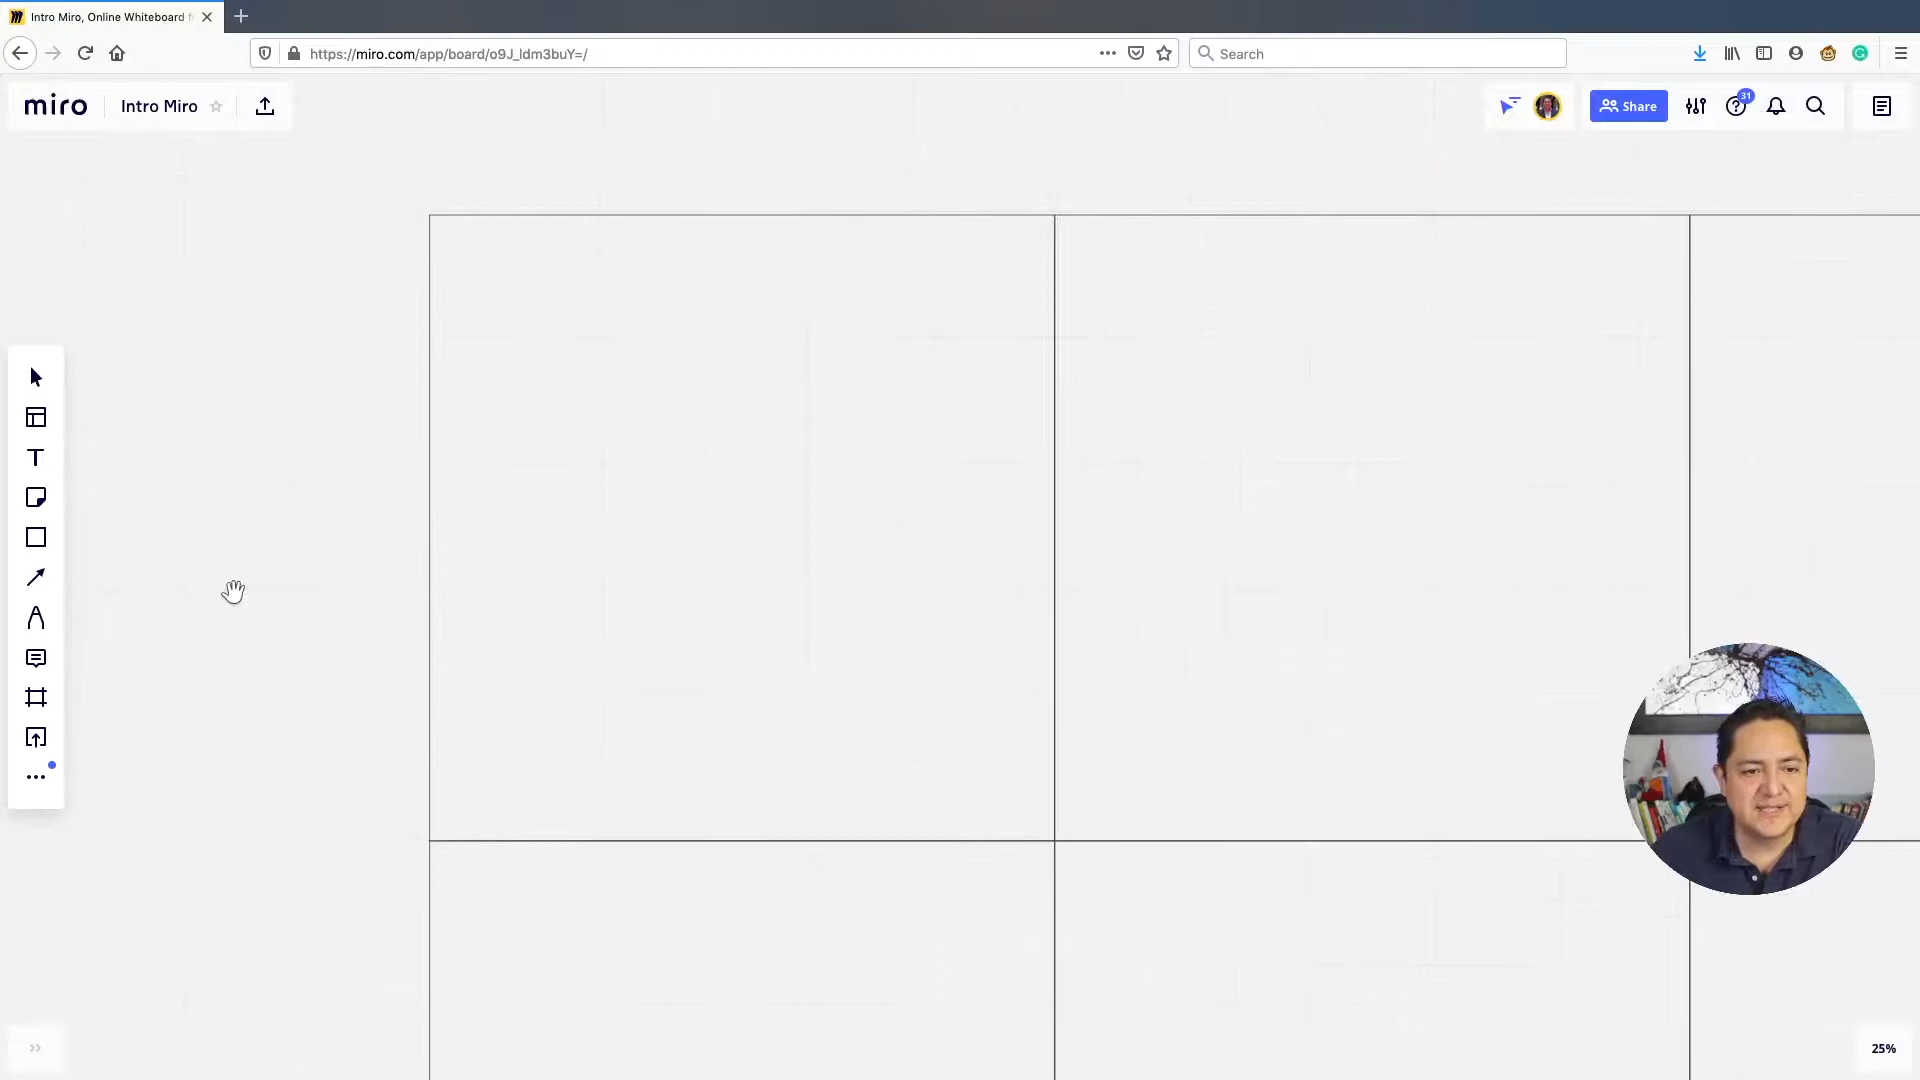 Intro Miro, Online Whiteboard f
https://miro.com/app/board/o9J_ldm3buY=/
Search
miro
Intro Miro
Share
31
25%